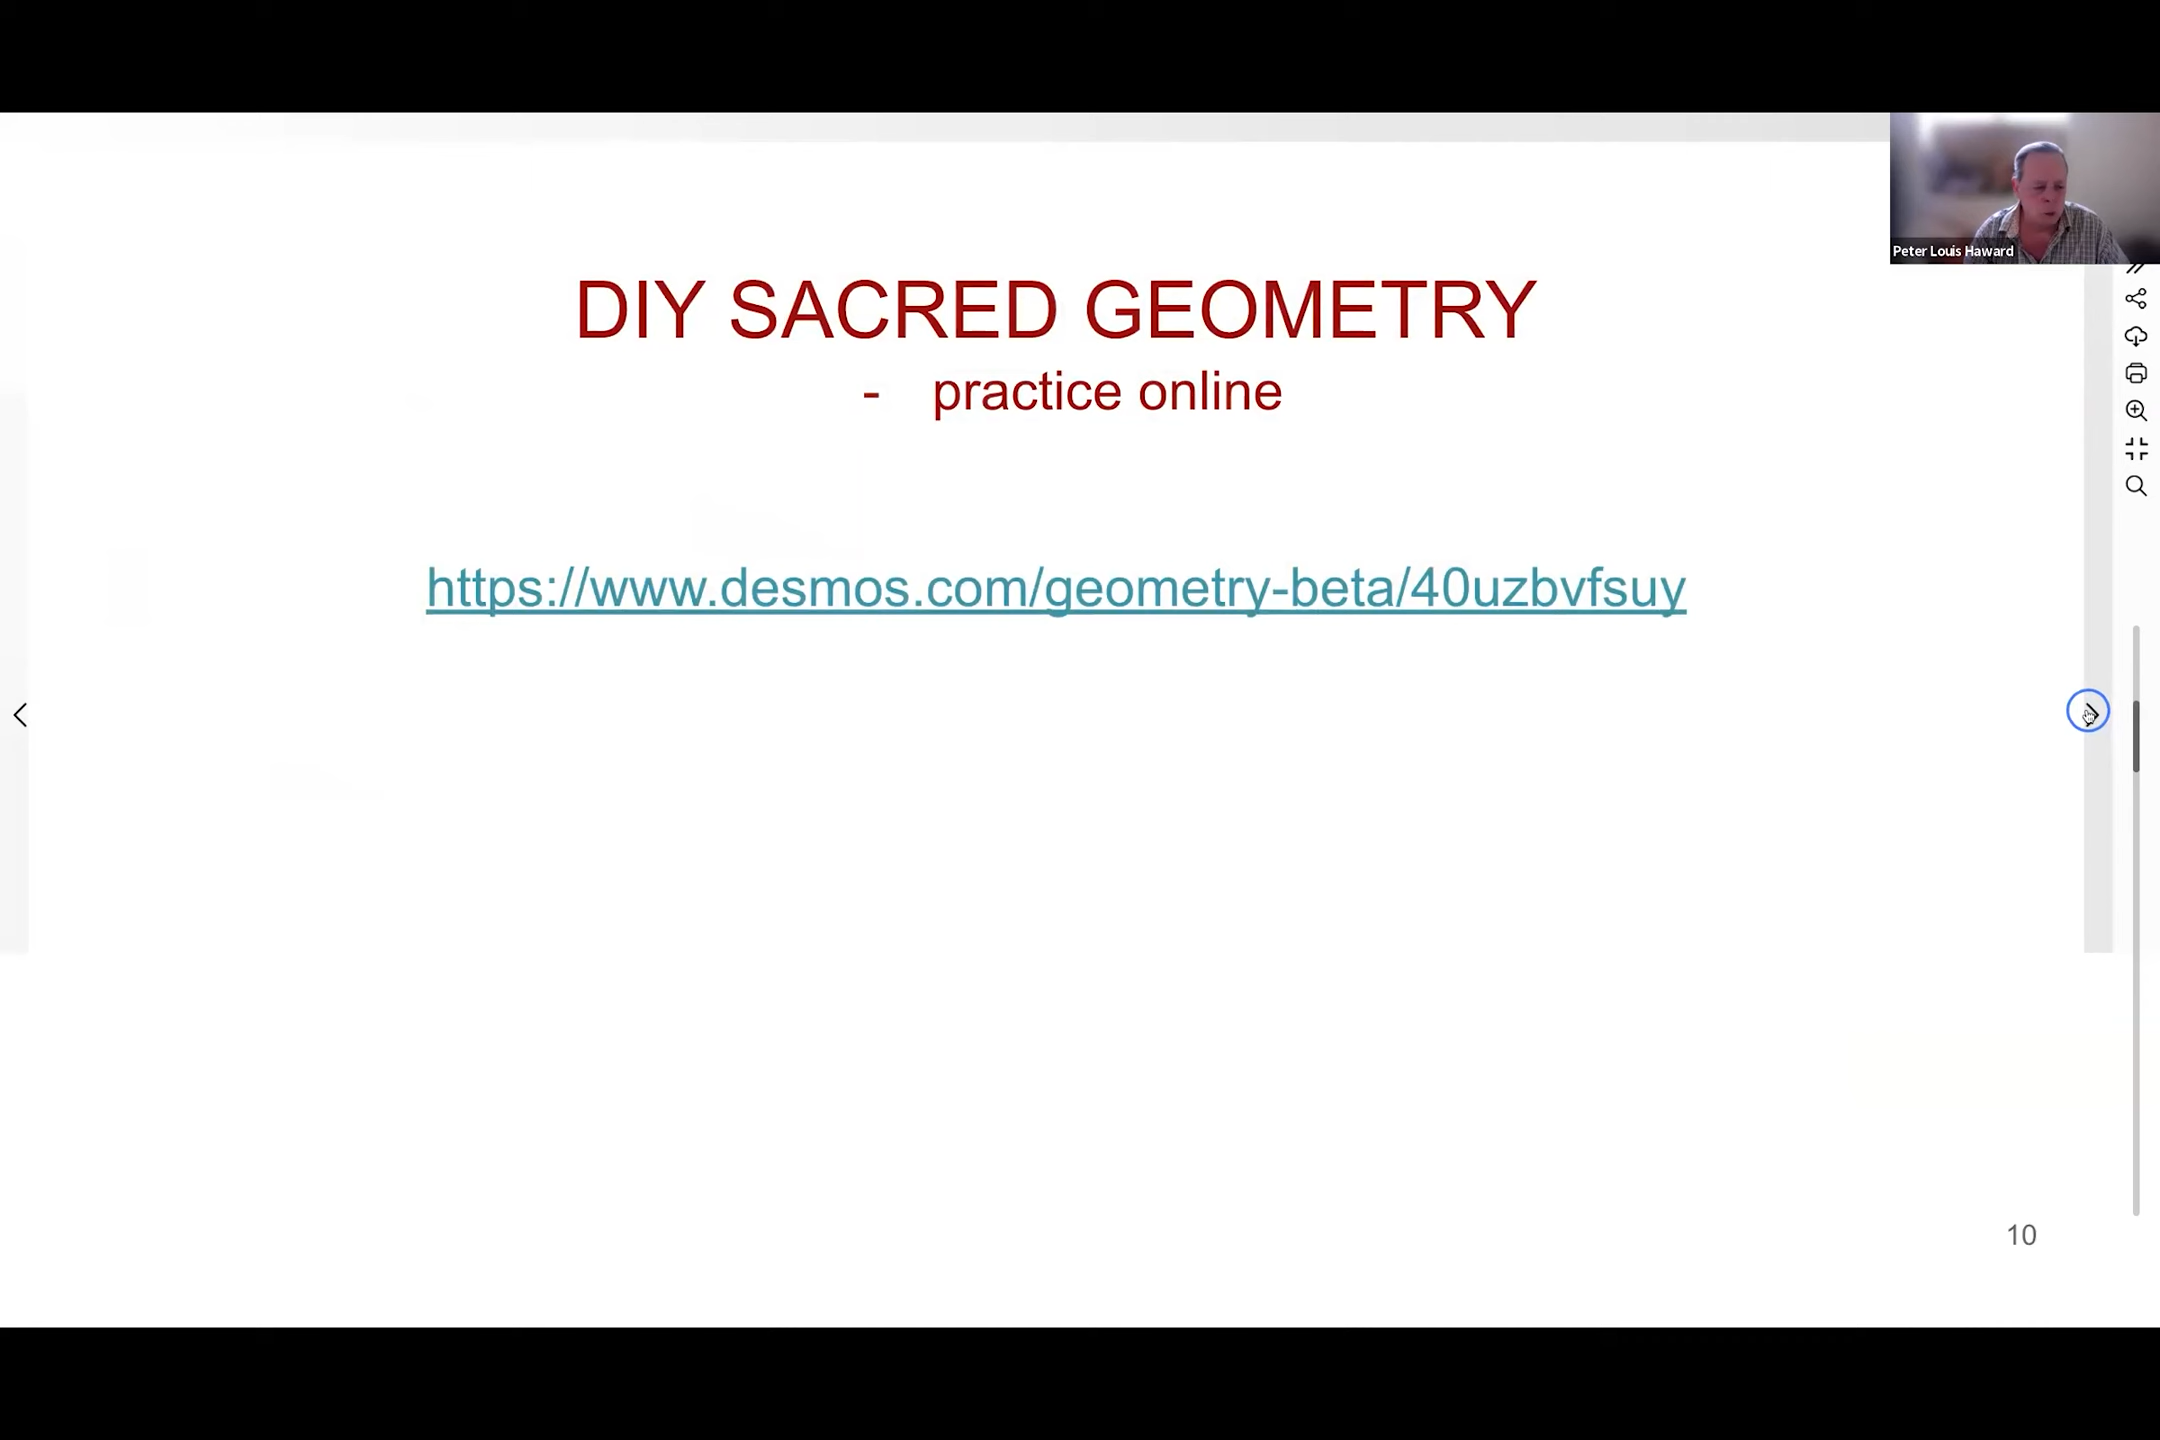 Peter Louis Haward
DIY SACRED GEOMETRY
- practice online
https://www.desmos.com/geometry-beta/40uzbvfsuy
10